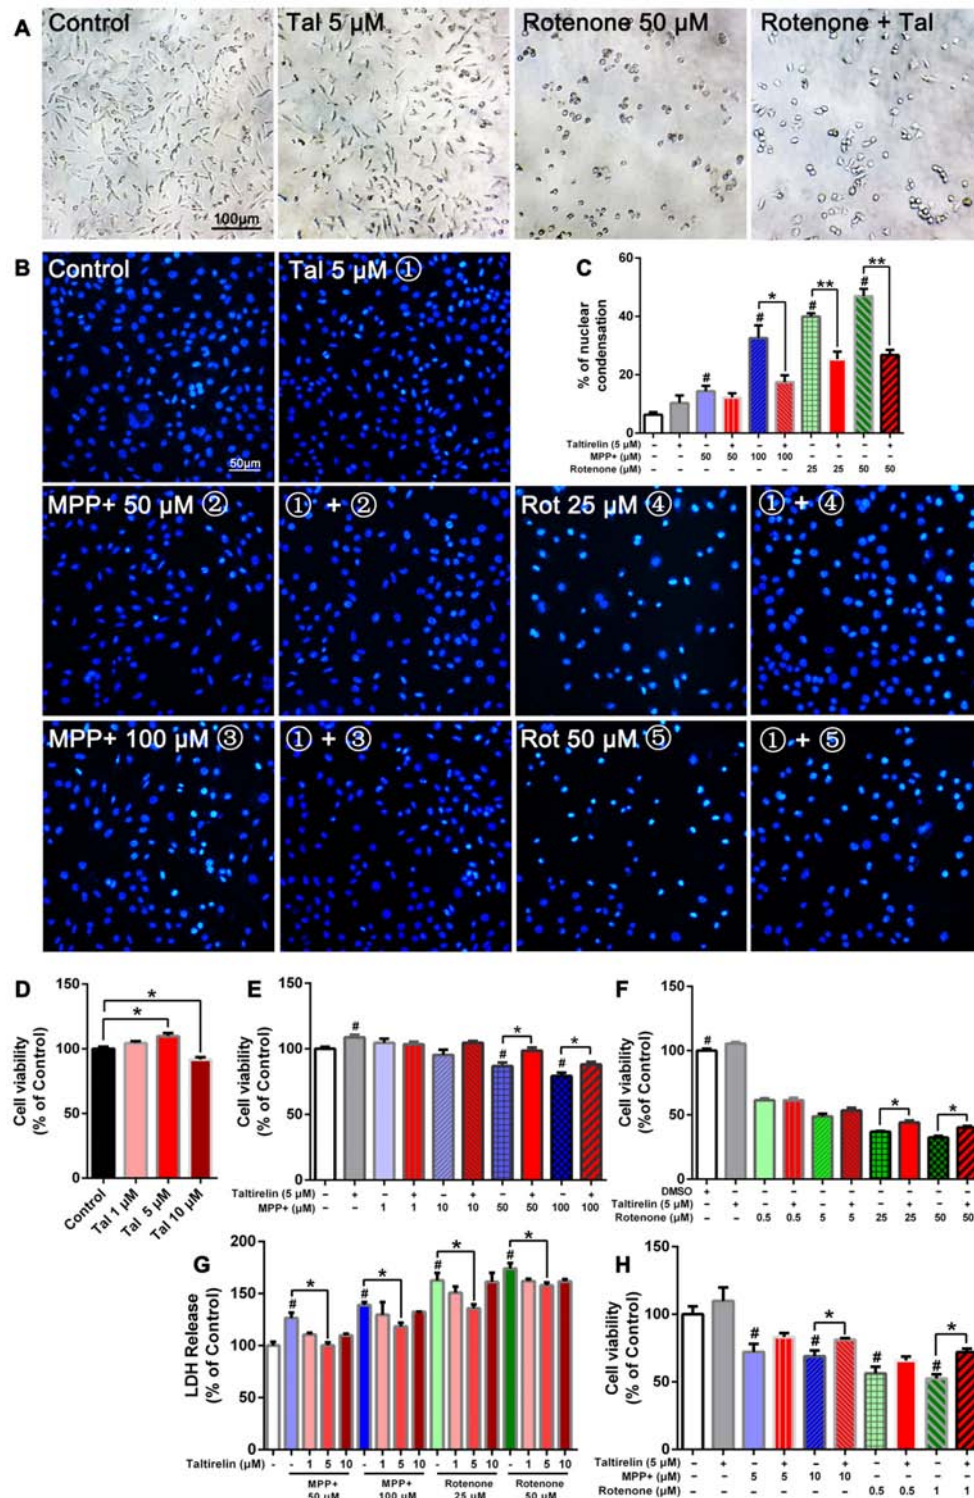 A Control Tal 5 µM Rotenone 50 µM Rotenone + Tal
100µm
B Control Tal 5 µM ①
50µm
MPP+ 50 µM ② ① + ② Rot 25 µM ④ ① + ④
MPP+ 100 µM ③ ① + ③ Rot 50 µM ⑤ ① + ⑤
C
% of nuclear condensation
60
40
20
0
# # # #
* ** **
Taltirelin (5 µM) - + - + - + - + - +
MPP+ (µM) - - 50 50 100 100 - - - -
Rotenone (µM) - - - - - - 25 25 50 50
D
Cell viability
(% of Control)
150
100
50
0
* *
Control Tal 1 µM Tal 5 µM Tal 10 µM
E
Cell viability
(% of Control)
150
100
50
0
# # #
* *
Taltirelin (5 µM) - + - + - + - + - +
MPP+ (µM) - - 1 1 10 10 50 50 100 100
F
Cell viability
(%of Control)
150
100
50
0
#
* *
DMSO + - - - - - - - - -
Taltirelin (5 µM) - + - + - + - + - +
Rotenone (µM) - - 0.5 0.5 5 5 25 25 50 50
G
LDH Release
(% of Control)
200
150
100
50
0
# # # #
* * * *
Taltirelin (µM) - - 1 5 10 - 1 5 10 - 1 5 10 - 1 5 10
MPP+ MPP+ Rotenone Rotenone
50 µM 100 µM 25 µM 50 µM
H
Cell viability
(% of Control)
150
100
50
0
# # # #
* *
Taltirelin (5 µM) - + - + - + - + - +
MPP+ (µM) - - 5 5 10 10 - - - -
Rotenone (µM) - - - - - - 0.5 0.5 1 1